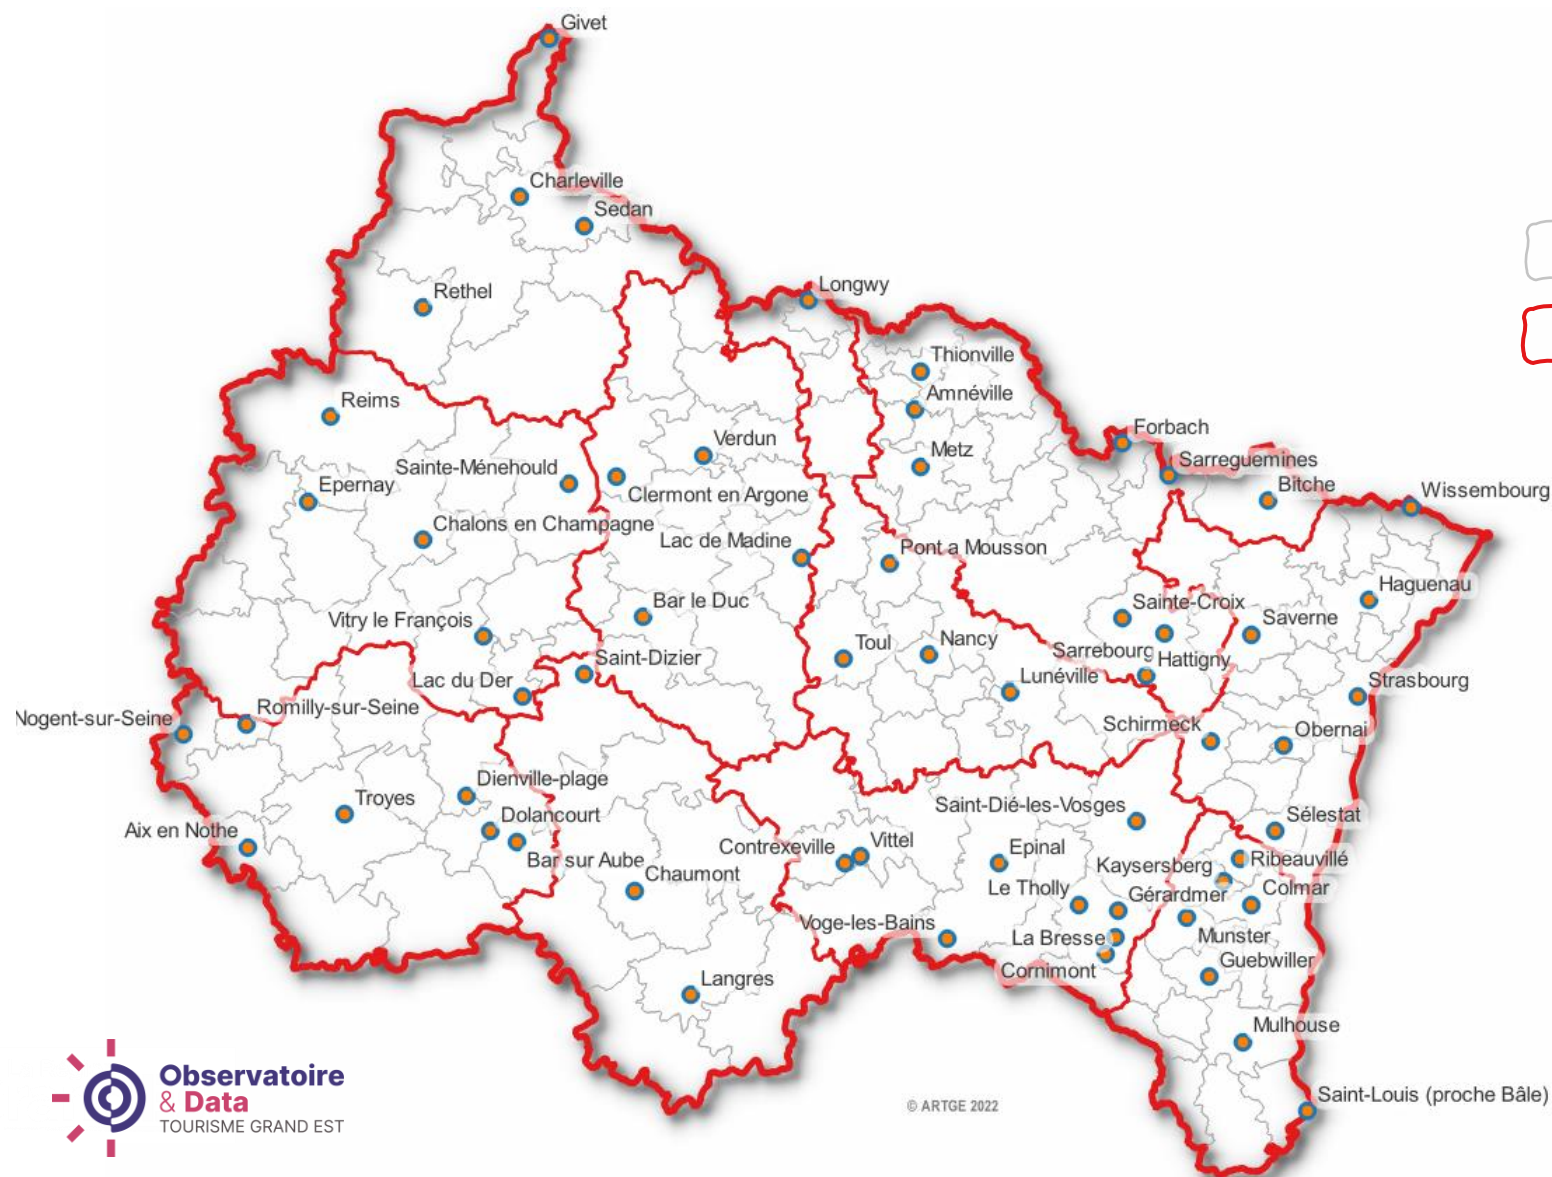 Givet
Charleville
Sedan
Longwy
Rethel
Thionville
Amnéville
Reims
Forbach
Verdun
Metz
Sarreguemines
Sainte-Ménehould
Epernay
Clermont en Argone
Bitche
Wissembourg
Chalons en Champagne
Lac de Madine
Pont a Mousson
Haguenau
Bar le Duc
Sainte-Croix
Saverne
Vitry le François
Toul
Nancy
Sarrebourg
Hattigny
Saint-Dizier
Lac du Der
Lunéville
Strasbourg
Romilly-sur-Seine
Nogent-sur-Seine
Schirmeck
Obernai
Dienville-plage
Troyes
Saint-Dié-les-Vosges
Dolancourt
Sélestat
Aix en Nothe
Contrexeville
Vittel
Epinal
Bar sur Aube
Kaysersberg
Ribeauvillé
Chaumont
Le Tholly
Gérardmer
Colmar
Voge-les-Bains
La Bresse
Munster
Cornimont
Guebwiller
Langres
Mulhouse
Observatoire
& Data
TOURISME GRAND EST
© ARTGE 2022
Saint-Louis (proche Bâle)